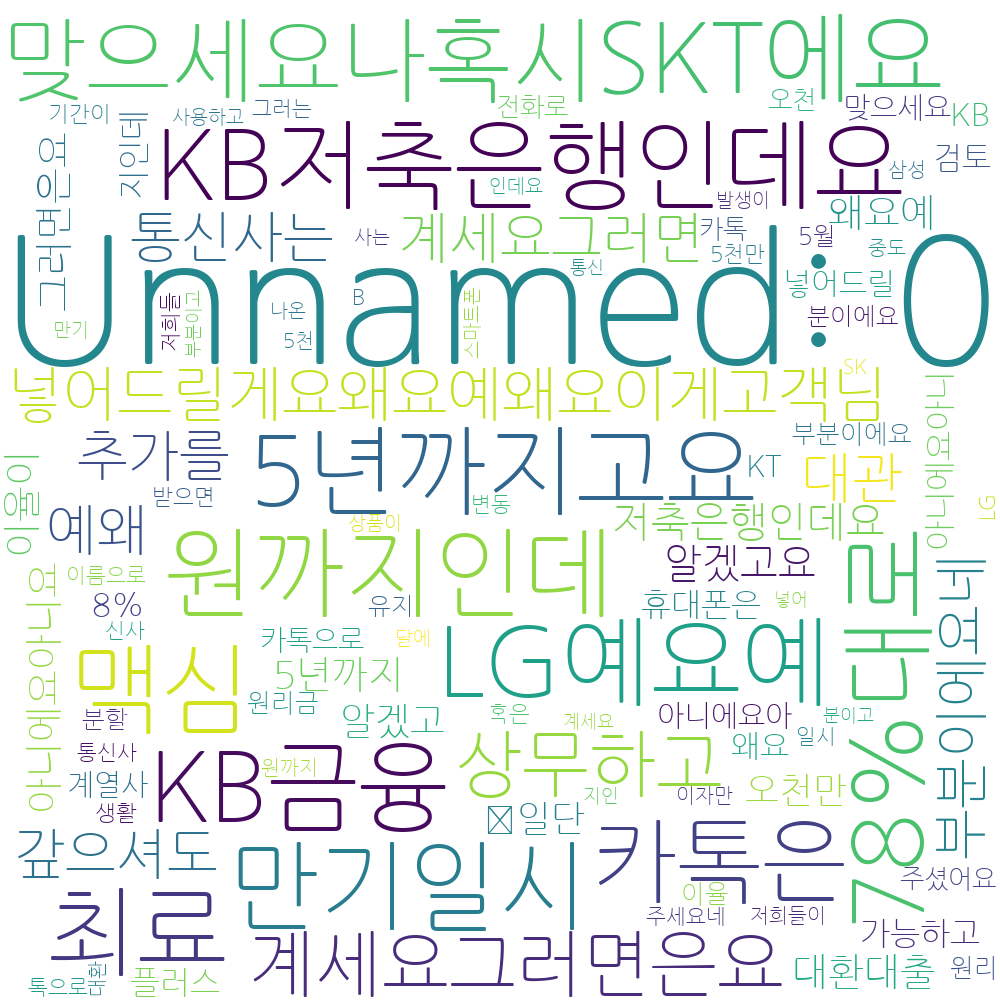 맞으세요나혹시SKT에요
기간이
사용하고
그러는
전화로
오천
맞으세요
KB
그러면은요
지인데
KB저축은행인데요
인데요
발생이
삼성
검토
통신사는
사는
계세요그러면
카톡
왜요예
5천만
5월
중도
통신
Unnamed: 0
만기
저희들
부분이고
나온
B
5천
스마트폰
넣어드릴
분이에요
넣어드릴게요왜요예왜요이게고객님
SK
아니에요아니
추가를
5년까지고요
부분이에요
KT
대관
이율이
받으면
변동
상품이
LG
예왜
저축은행인데요
원까지인데
알겠고요
78%대로
부분이에요네
이름으로
8%
유지
휴대폰은
넣어
신사
카톡으로
달에
아니에요아니요
맥심
5년까지
LG예요예
원리금
분할
알겠고
혹은
아니에요아
계세요
분이고
통신사
KB금융
상무하고
왜요
일시
계열사
원까지
지인
이자만
오천만
생활
일단
갚으셔도
만기일시
카톡은
주셨어요
최료
이율
주세요네
저희들이
가능하고
계세요그러면은요
톡으로
대환
플러스
대환대출
원리